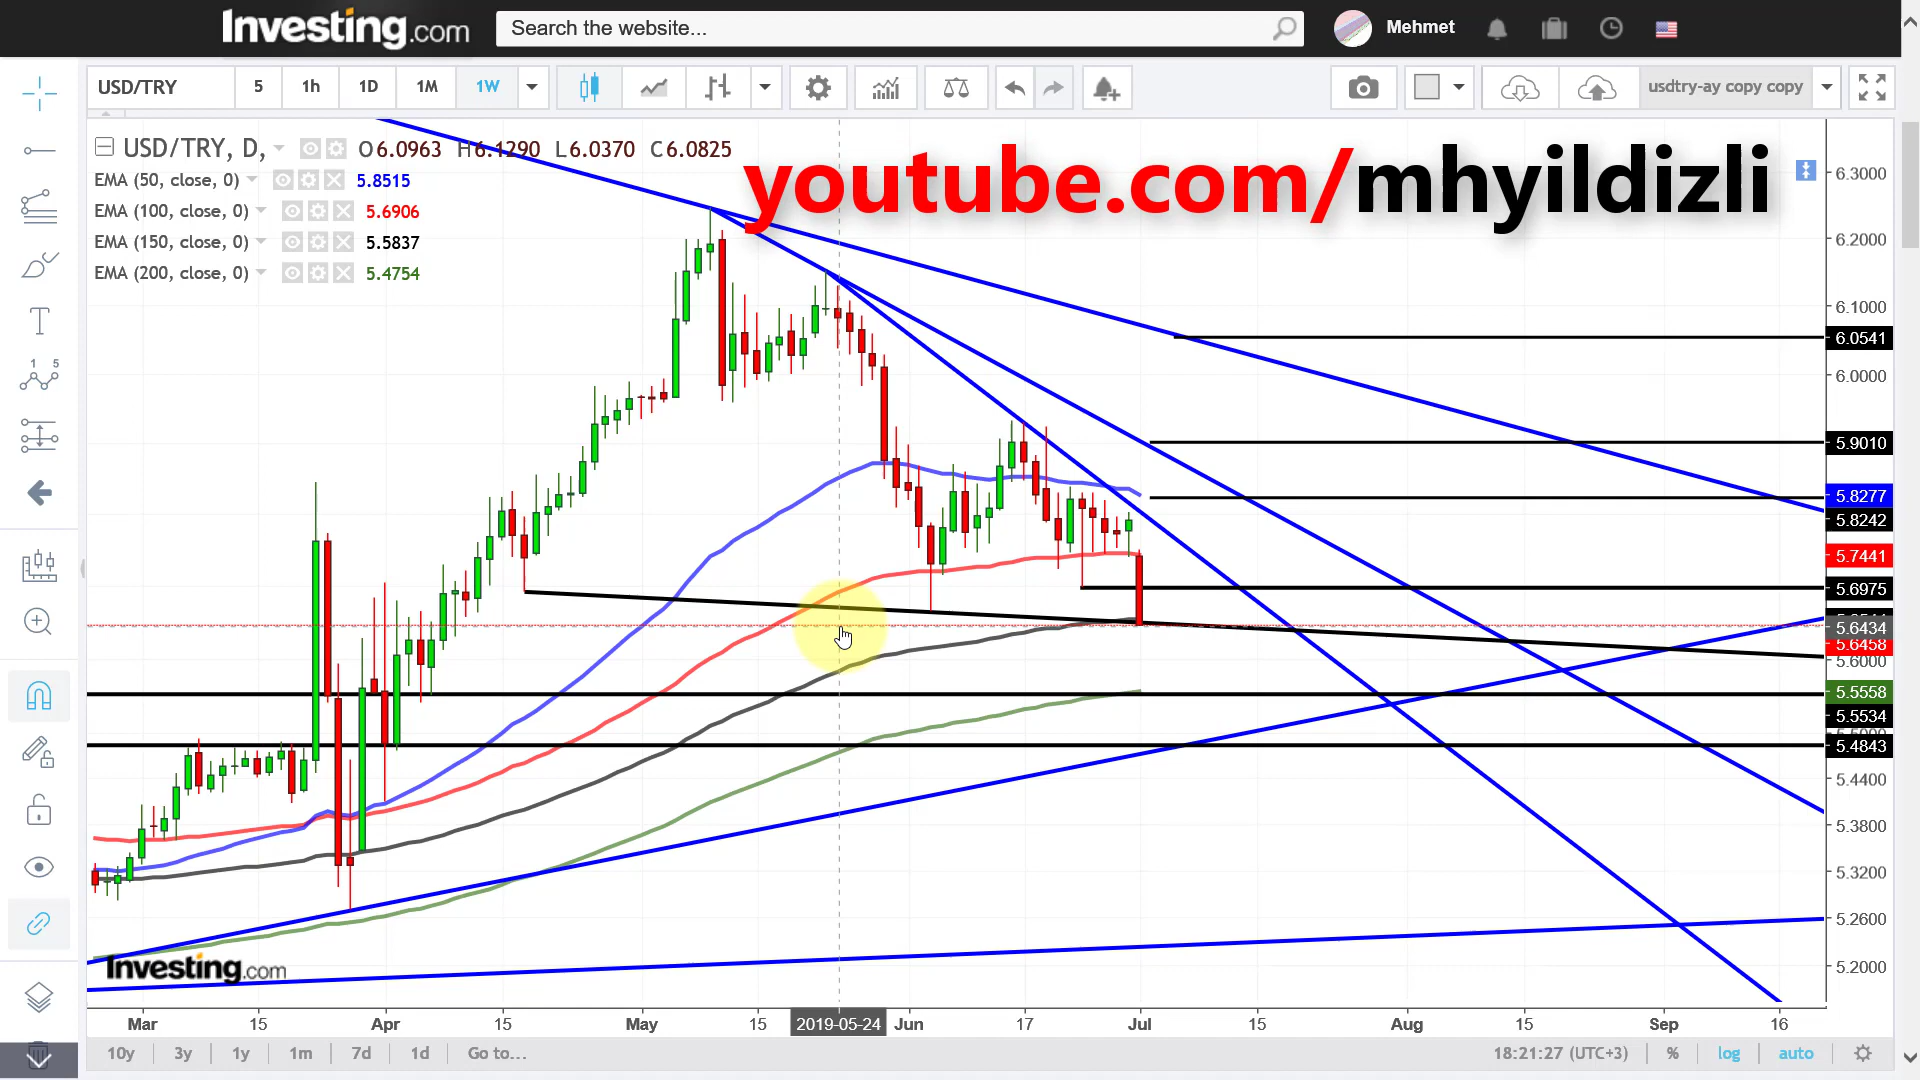 Investing.com
Search the website...
Mehmet
USD/TRY 5 1h 1D 1M 1W
usdtry-ay copy copy
USD/TRY, D, O6.0963 H6.1290 L6.0370 C6.0825
youtube.com/mhyildizli
EMA (50, close, 0) 5.8515
EMA (100, close, 0) 5.6906
EMA (150, close, 0) 5.5837
EMA (200, close, 0) 5.4754
1 5
T
6.3000
6.2000
6.1000
6.0541
6.0000
5.9010
5.8277
5.8242
5.7441
5.6975
5.6434
5.6458
5.6000
5.5558
5.5534
5.4843
5.4400
5.3800
5.3200
5.2600
5.2000
Investing.com
Mar 15 Apr 15 May 15 2019-05-24 Jun 17 Jul 15 Aug 15 Sep 16
10y 3y 1y 1m 7d 1d Go to... 18:21:27 (UTC+3) % log auto